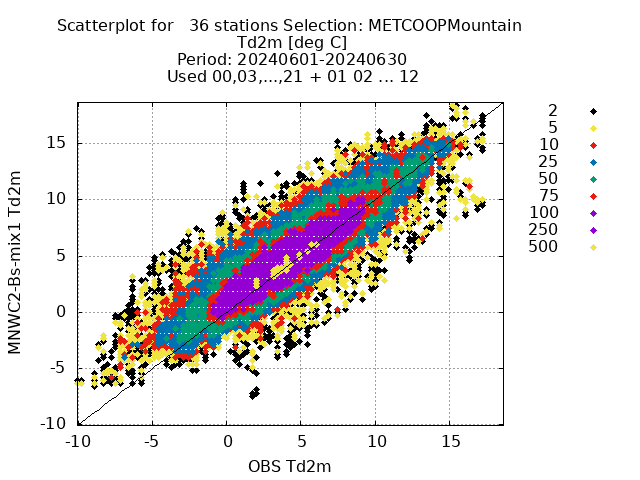 Scatterplot for   36 stations Selection: METCOOPMountain
Td2m [deg C]
Period: 20240601-20240630
Used 00,03,...,21 + 01 02 ... 12
2
5
10
25
50
75
100
250
500
MNWC2-Bs-mix1 Td2m
15
10
5
0
-5
-10
-10 -5 0 5 10 15
OBS Td2m